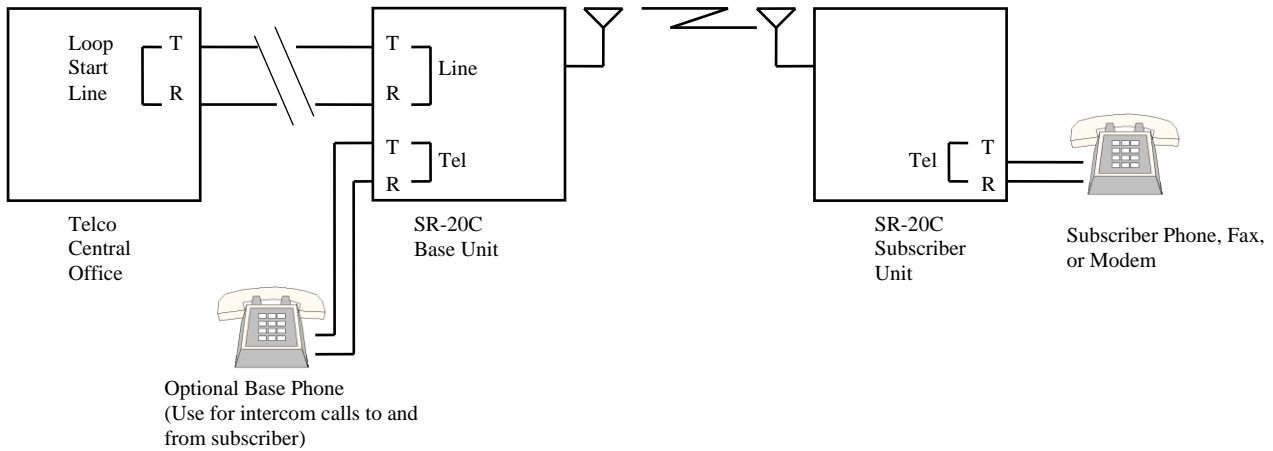 Loop
Start
Line
T
R
T
R
Line
T
R
Tel
Tel
T
R
Telco
Central
Office
SR-20C
Base Unit
SR-20C
Subscriber
Unit
Subscriber Phone, Fax,
or Modem
Optional Base Phone
(Use for intercom calls to and
from subscriber)